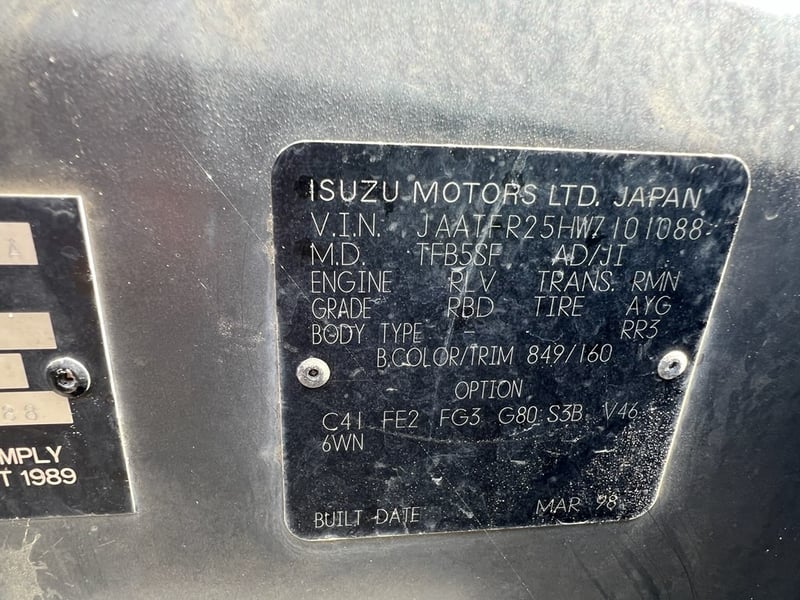 A
88
MPLY
T 1989
ISUZU MOTORS LTD. JAPAN
V.I.N. JAATFR25HW7101088
M.D. TFB5SF AD/JI
ENGINE RLV TRANS. RMN
GRADE RBD TIRE AYG
BODY TYPE - RR3
B.COLOR/TRIM 849/160
OPTION
C41 FE2 FG3 G80 S3B V46
6WN
BUILT DATE MAR 98